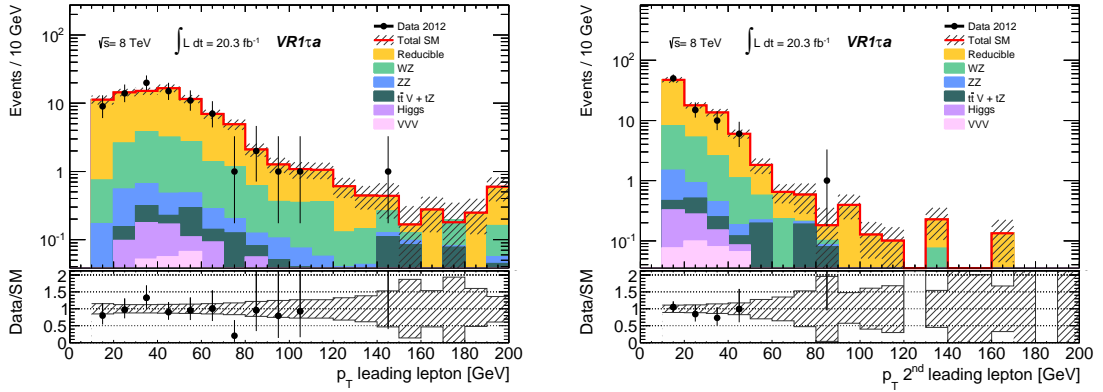 Events / 10 GeV
10²
10
1
10⁻¹
√s= 8 TeV
∫ L dt = 20.3 fb⁻¹
VR1τa
Data 2012
Total SM
Reducible
WZ
ZZ
tt̄ V + tZ
Higgs
VVV
Data/SM
2
1.5
1
0.5
0
0 20 40 60 80 100 120 140 160 180 200
p_T leading lepton [GeV]
Events / 10 GeV
10²
10
1
10⁻¹
√s= 8 TeV
∫ L dt = 20.3 fb⁻¹
VR1τa
Data 2012
Total SM
Reducible
WZ
ZZ
tt̄ V + tZ
Higgs
VVV
Data/SM
2
1.5
1
0.5
0
0 20 40 60 80 100 120 140 160 180 200
p_T 2ⁿᵈ leading lepton [GeV]